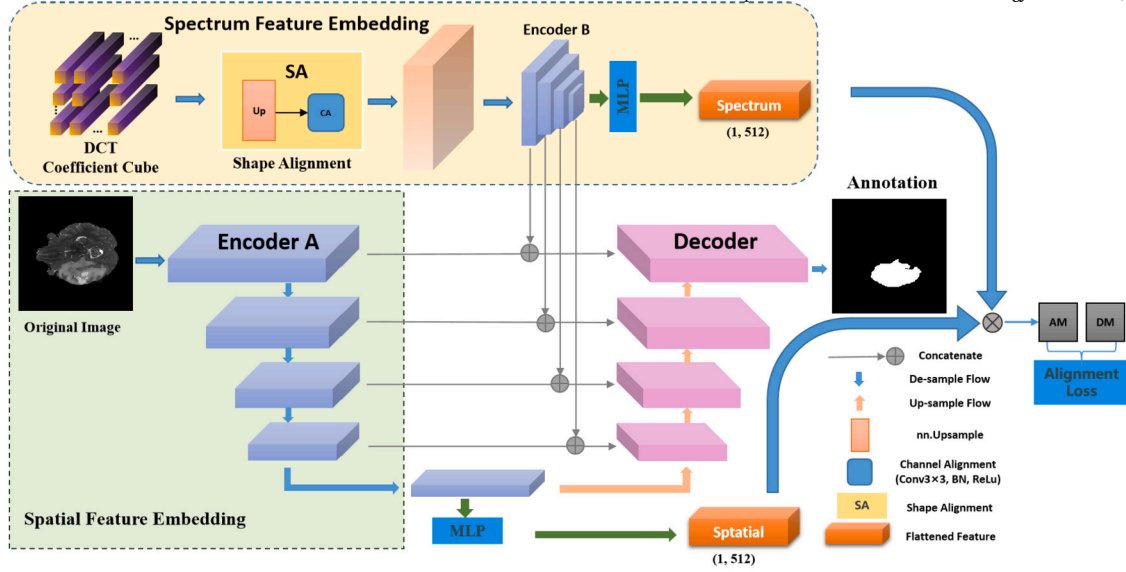 Spectrum Feature Embedding
Encoder B
SA
Up
CA
MLP
Spectrum
(1, 512)
DCT
Coefficient Cube
Shape Alignment
Annotation
Encoder A
Decoder
Original Image
AM
DM
Alignment
Loss
Concatenate
De-sample Flow
Up-sample Flow
nn.Upsample
Channel Alignment
(Conv3×3, BN, ReLu)
SA
Shape Alignment
Flattened Feature
Spatial Feature Embedding
MLP
Sptatial
(1, 512)